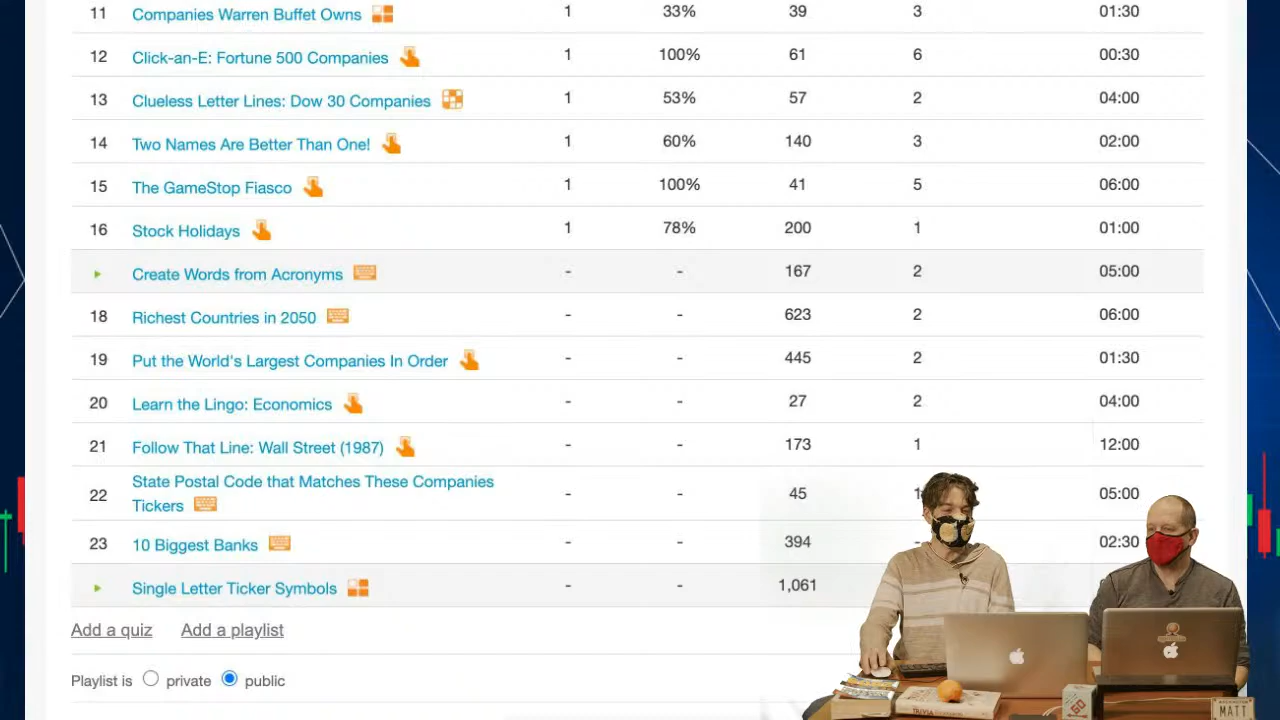 11 Companies Warren Buffet Owns 1 33% 39 3 01:30
12 Click-an-E: Fortune 500 Companies 1 100% 61 6 00:30
13 Clueless Letter Lines: Dow 30 Companies 1 53% 57 2 04:00
14 Two Names Are Better Than One! 1 60% 140 3 02:00
15 The GameStop Fiasco 1 100% 41 5 06:00
16 Stock Holidays 1 78% 200 1 01:00
Create Words from Acronyms - - 167 2 05:00
18 Richest Countries in 2050 - - 623 2 06:00
19 Put the World's Largest Companies In Order - - 445 2 01:30
20 Learn the Lingo: Economics - - 27 2 04:00
21 Follow That Line: Wall Street (1987) - - 173 1 12:00
22 State Postal Code that Matches These Companies
Tickers - - 45 1 05:00
23 10 Biggest Banks - - 394 - 02:30
Single Letter Ticker Symbols - - 1,061
Add a quiz Add a playlist
Playlist is private public
TRIVIA
GO
MATT